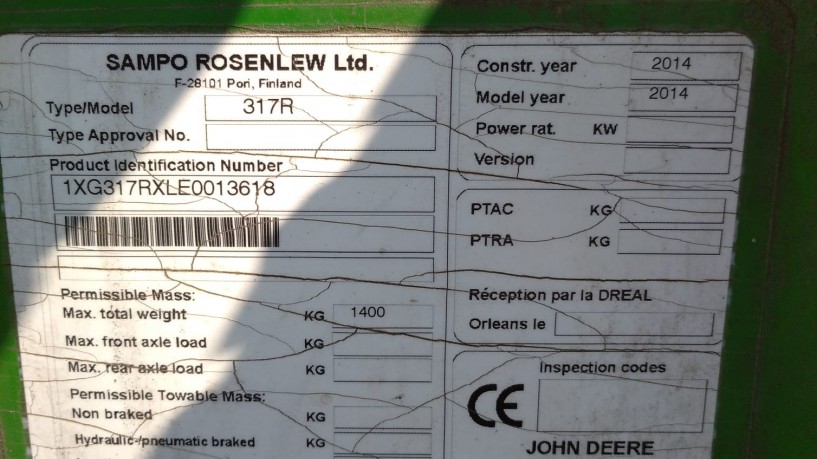 SAMPO ROSENLEW Ltd.
F-28101 Pori, Finland
Type/Model 317R
Type Approval No.
Product Identification Number
1XG317RXLE0013618
Permissible Mass:
Max. total weight KG 1400
Max. front axle load KG
Max. rear axle load KG
Permissible Towable Mass:
Non braked KG
Hydraulic-/pneumatic braked KG
Constr. year 2014
Model year 2014
Power rat. KW
Version
PTAC KG
PTRA KG
Réception par la DREAL
Orleans le
Inspection codes
CE
JOHN DEERE